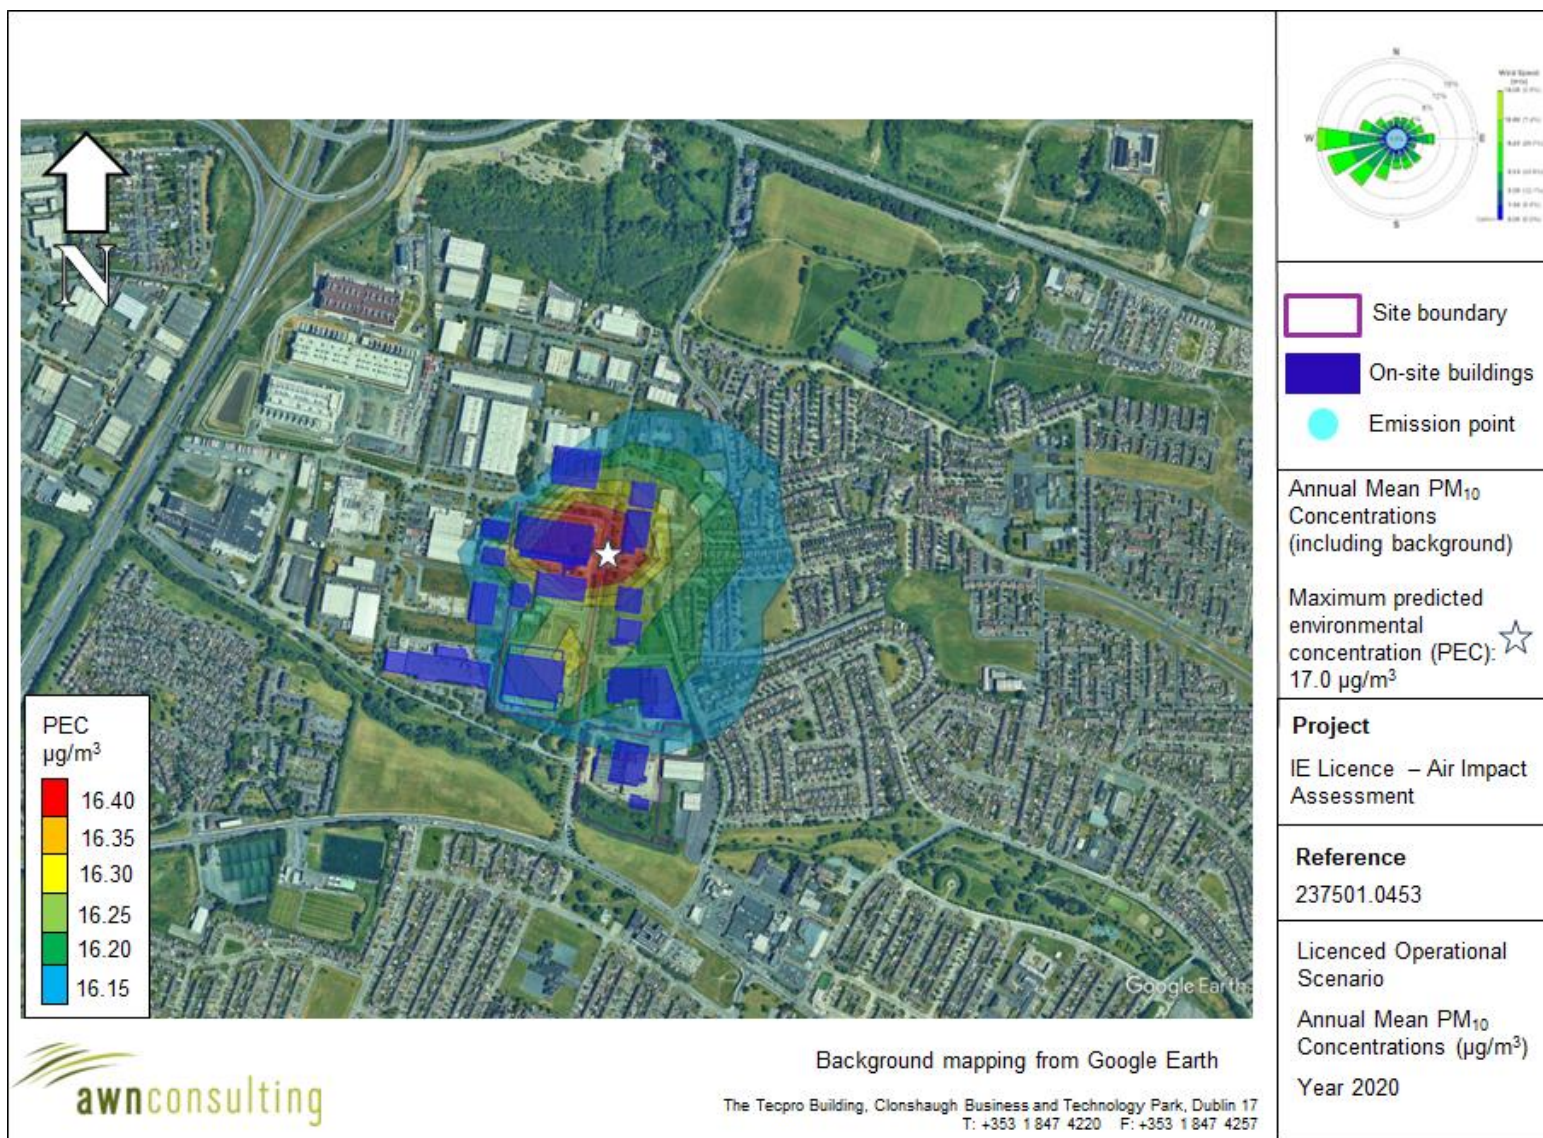 N
PEC
µg/m³
16.40
16.35
16.30
16.25
16.20
16.15
Google Earth
awnconsulting
Background mapping from Google Earth
The Tecpro Building, Clonshaugh Business and Technology Park, Dublin 17
T: +353 1 847 4220 F: +353 1 847 4257
N
W
E
S
Wind Speed
Site boundary
On-site buildings
Emission point
Annual Mean PM₁₀
Concentrations
(including background)
Maximum predicted
environmental
concentration (PEC):
17.0 µg/m³
Project
IE Licence – Air Impact
Assessment
Reference
237501.0453
Licenced Operational
Scenario
Annual Mean PM₁₀
Concentrations (µg/m³)
Year 2020